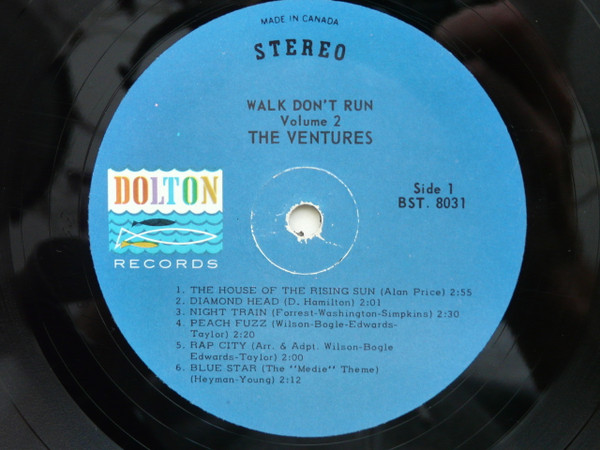 MADE IN CANADA
STEREO
WALK DON'T RUN
Volume 2
THE VENTURES
DOLTON
RECORDS
Side 1
BST. 8031
1. THE HOUSE OF THE RISING SUN (Alan Price) 2:55
2. DIAMOND HEAD (D. Hamilton) 2:01
3. NIGHT TRAIN (Forrest-Washington-Simpkins) 2:30
4. PEACH FUZZ (Wilson-Bogle-Edwards-
Taylor) 2:20
5. RAP CITY (Arr. & Adpt. Wilson-Bogle
Edwards-Taylor) 2:00
6. BLUE STAR (The "Medie" Theme)
(Heyman-Young) 2:12